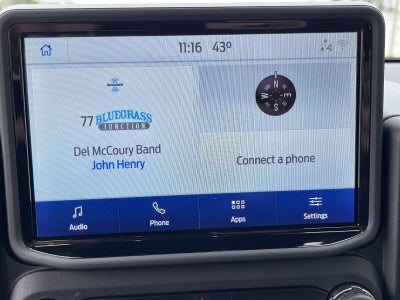 11:16 43°
N
W E
S
77 BLUEGRASS
JUNCTION
Del McCoury Band
John Henry
Connect a phone
Audio Phone Apps Settings